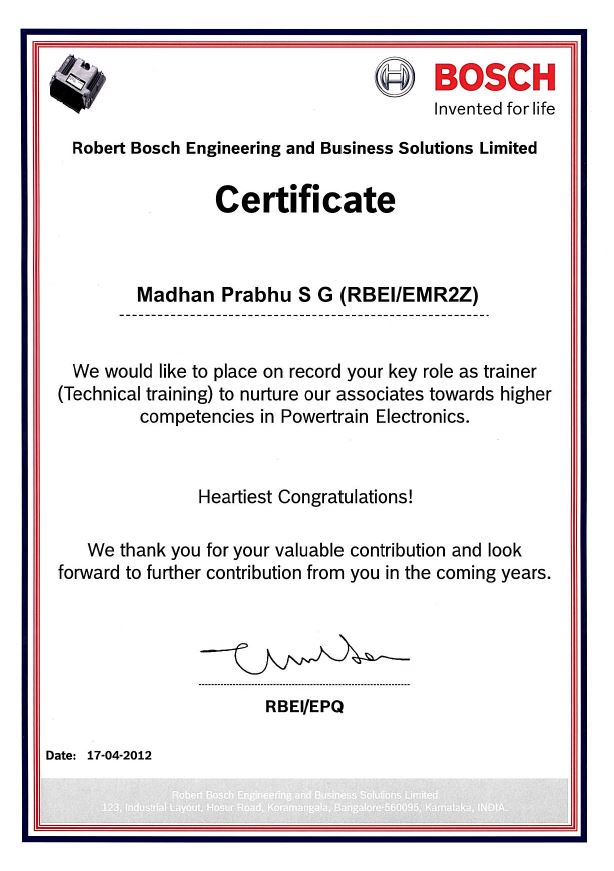 BOSCH
Invented for life
Robert Bosch Engineering and Business Solutions Limited
Certificate
Madhan Prabhu S G (RBEI/EMR2Z)
We would like to place on record your key role as trainer
(Technical training) to nurture our associates towards higher
competencies in Powertrain Electronics.
Heartiest Congratulations!
We thank you for your valuable contribution and look
forward to further contribution from you in the coming years.
RBEI/EPQ
Date: 17-04-2012
Robert Bosch Engineering and Business Solutions Limited
123, Industrial Layout, Hosur Road, Koramangala, Bangalore-560095, Karnataka, INDIA.